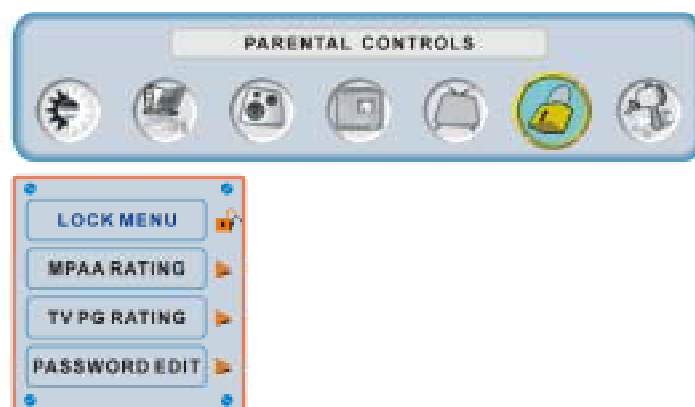 PARENTAL CONTROLS
LOCK MENU
MPAA RATING
TV PG RATING
PASSWORD EDIT